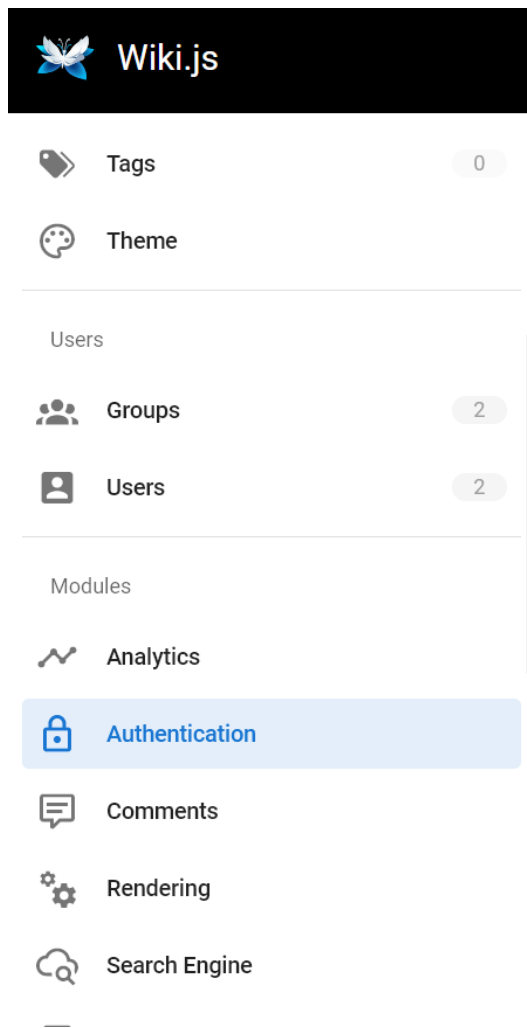 Wiki.js
Tags 0
Theme
Users
Groups 2
Users 2
Modules
Analytics
Authentication
Comments
Rendering
Search Engine